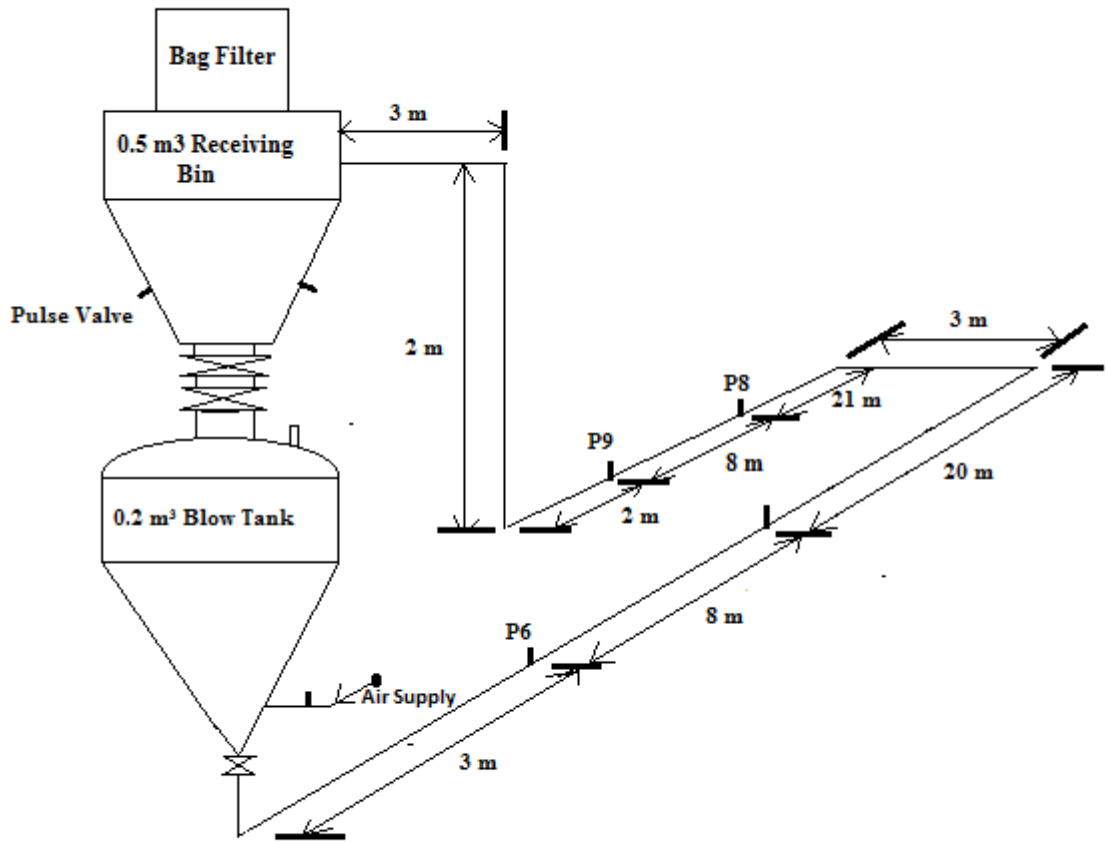 Bag Filter
3 m
0.5 m3 Receiving
Bin
Pulse Valve
2 m
3 m
P8
21 m
P9
8 m
20 m
2 m
0.2 m³ Blow Tank
8 m
P6
Air Supply
3 m